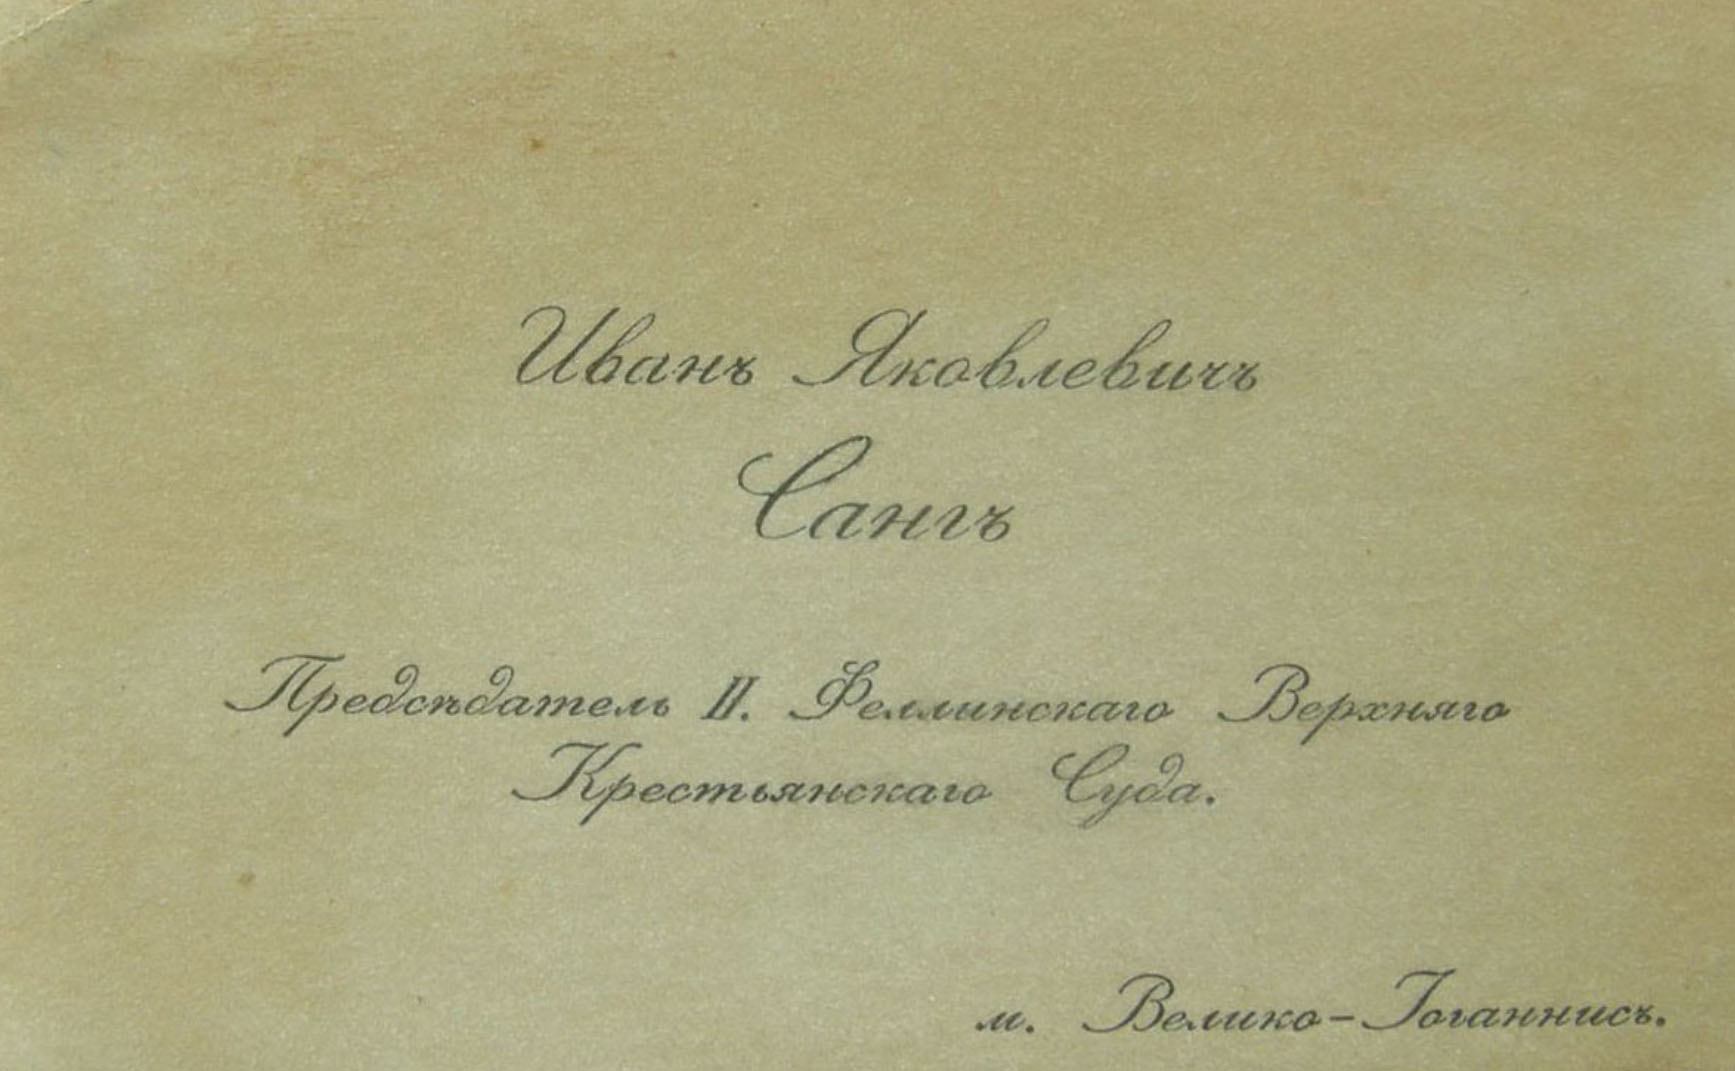 Иванъ Яковлевичъ
Сангъ
Предсѣдатель II. Феллинскаго Верхняго
Крестьянскаго Суда.
м. Велико-Іоганнисъ.